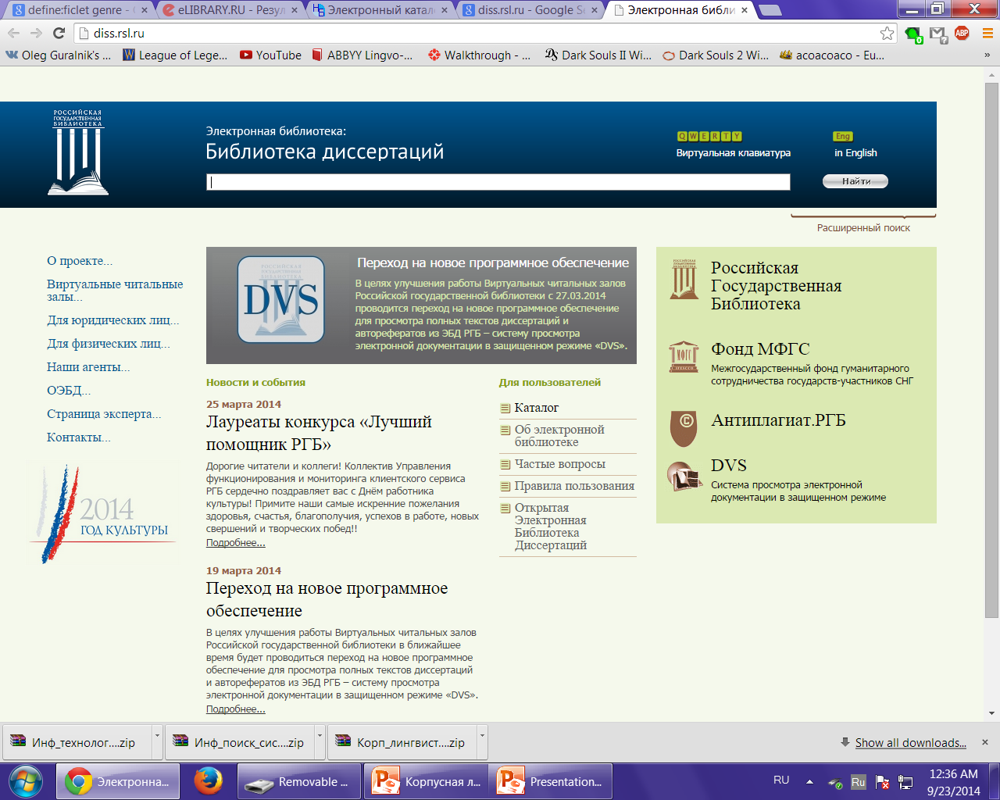 define:ficlet genre - G
eLIBRARY.RU - Резул
Электронный катал
diss.rsl.ru - Google Se
Электронная библи
diss.rsl.ru
ABP
Oleg Guralnik's ...
League of Lege...
YouTube
ABBYY Lingvo-...
Walkthrough - ...
Dark Souls II Wi...
Dark Souls 2 Wi...
acoacoaco - Eu...
»
РОССИЙСКАЯ
ГОСУДАРСТВЕННАЯ
БИБЛИОТЕКА
Электронная библиотека:
Библиотека диссертаций
QWERTY
Виртуальная клавиатура
Eng
in English
Найти
Расширенный поиск
О проекте...
Виртуальные читальные
залы...
Для юридических лиц...
Для физических лиц...
Наши агенты...
ОЭБД...
Страница эксперта...
Контакты...
2014
ГОД КУЛЬТУРЫ
DVS
Переход на новое программное обеспечение
В целях улучшения работы Виртуальных читальных залов
Российской государственной библиотеки с 27.03.2014
проводится переход на новое программное обеспечение
для просмотра полных текстов диссертаций и
авторефератов из ЭБД РГБ – систему просмотра
электронной документации в защищенном режиме «DVS».
Новости и события
25 марта 2014
Лауреаты конкурса «Лучший
помощник РГБ»
Дорогие читатели и коллеги! Коллектив Управления
функционирования и мониторинга клиентского сервиса
РГБ сердечно поздравляет вас с Днём работника
культуры! Примите наши самые искренние пожелания
здоровья, счастья, благополучия, успехов в работе, новых
свершений и творческих побед!!
Подробнее...
19 марта 2014
Переход на новое программное
обеспечение
В целях улучшения работы Виртуальных читальных залов
Российской государственной библиотеки в ближайшее
время будет проводиться переход на новое программное
обеспечение для просмотра полных текстов диссертаций
и авторефератов из ЭБД РГБ – систему просмотра
электронной документации в защищенном режиме «DVS».
Подробнее...
Для пользователей
Каталог
Об электронной
библиотеке
Частые вопросы
Правила пользования
Открытая
Электронная
Библиотека
Диссертаций
Российская
Государственная
Библиотека
МФГС
Фонд МФГС
Межгосударственный фонд гуманитарного
сотрудничества государств-участников СНГ
©
Антиплагиат.РГБ
DVS
Система просмотра электронной
документации в защищенном режиме
Инф_технолог....zip
Инф_поиск_сис....zip
Корп_лингвист....zip
Show all downloads...
Электронна...
Removable ...
Корпусная л...
Presentation...
RU
Ru
12:36 AM
9/23/2014